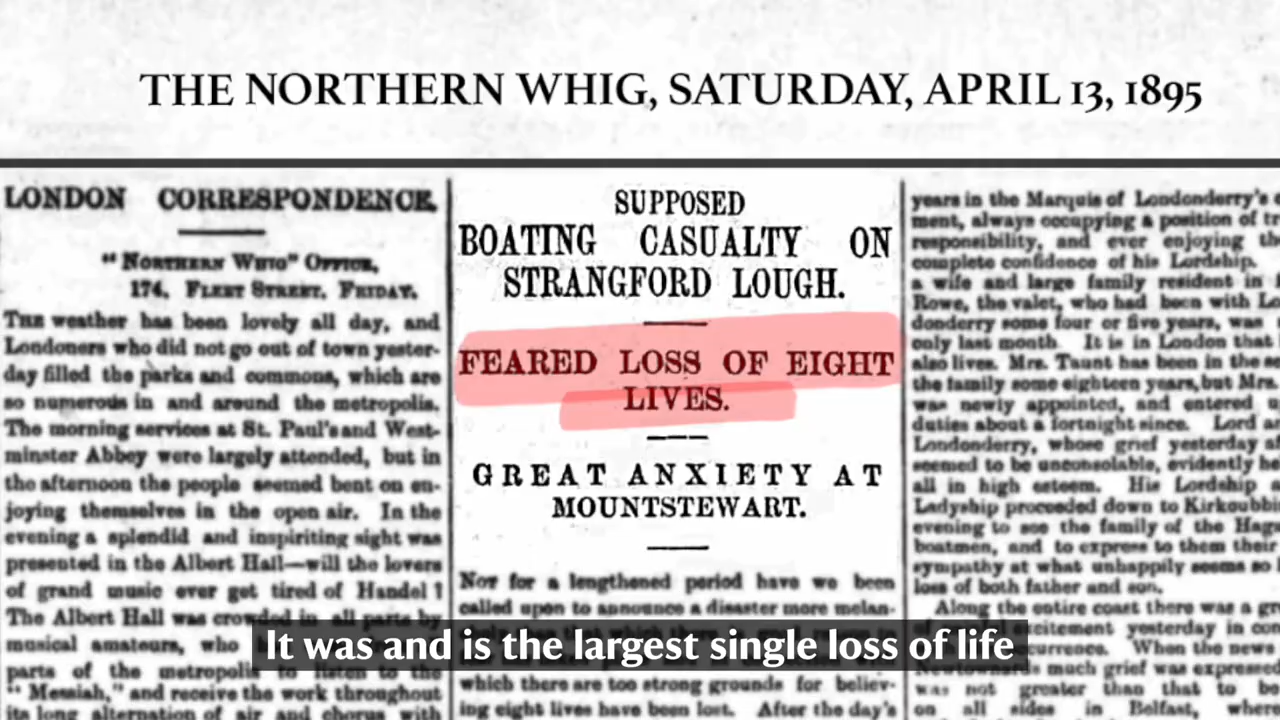 THE NORTHERN WHIG, SATURDAY, APRIL 13, 1895
LONDON CORRESPONDENCE.
"NORTHERN WHIG" OFFICE,
174, FLEET STREET, FRIDAY.
THE weather has been lovely all day, and
Londoners who did not go out of town yester-
day filled the parks and commons, which are
so numerous in and around the metropolis.
The morning services at St. Paul's and West-
minster Abbey were largely attended, but in
the afternoon the people seemed bent on en-
joying themselves in the open air. In the
evening a splendid and inspiriting sight was
presented in the Albert Hall—will the lovers
of grand music ever get tired of Handel?
The Albert Hall was crowded in all parts by
musical amateurs, who
parts of the metropolis to listen to the
"Messiah," and receive the work throughout
its long alternation of air and chorus with
SUPPOSED
BOATING CASUALTY ON
STRANGFORD LOUGH.
FEARED LOSS OF EIGHT
LIVES.
GREAT ANXIETY AT
MOUNTSTEWART.
NOT for a lengthened period have we been
called upon to announce a disaster more melan-
which there are too strong grounds for believ-
ing eight lives have been lost. After the day's
years in the Marquis of Londonderry's
ment, always occupying a position of
responsibility, and ever enjoying
complete confidence of his Lordship.
a wife and large family resident in
Rowe, the valet, who had been with
donderry some four or five years, was
only last month. It is in London that
also lives. Mrs. Taunt has been in the
the family some eighteen years, but Mrs.
was newly appointed, and entered
duties about a fortnight since. Lord
Londonderry, whose grief yesterday
seemed to be unconsolable, evidently
all in high esteem. His Lordship
Ladyship proceeded down to
evening to see the family of the
boatmen, and to express to them their
sympathy at what unhappily seems
loss of both father and son.
Along the entire coast there was a
excitement yesterday in
When the news
much grief was expressed
was not greater than that to
on all sides in Belfast, where
It was and is the largest single loss of life